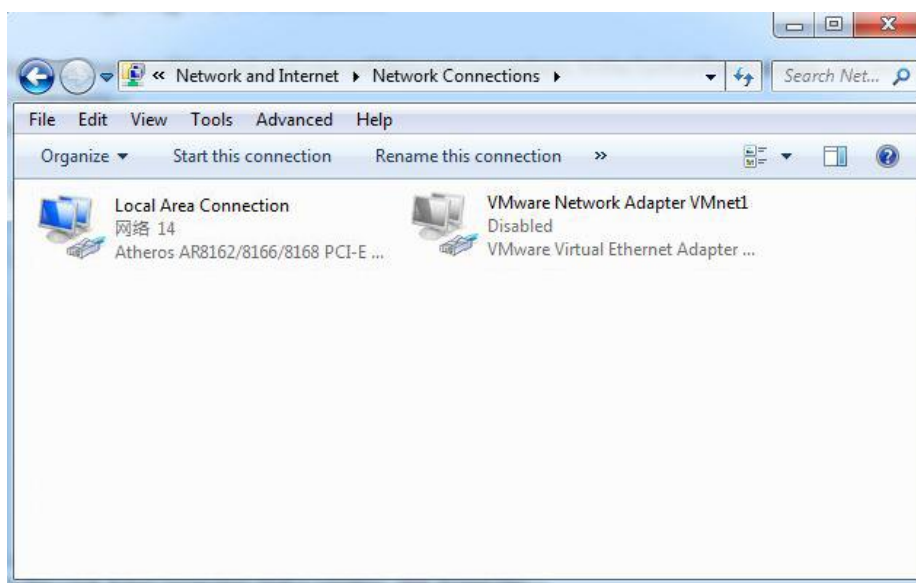 « Network and Internet ▸ Network Connections ▸
Search Net...
File Edit View Tools Advanced Help
Organize ▾ Start this connection Rename this connection »
Local Area Connection
网络 14
Atheros AR8162/8166/8168 PCI-E ...
VMware Network Adapter VMnet1
Disabled
VMware Virtual Ethernet Adapter ...